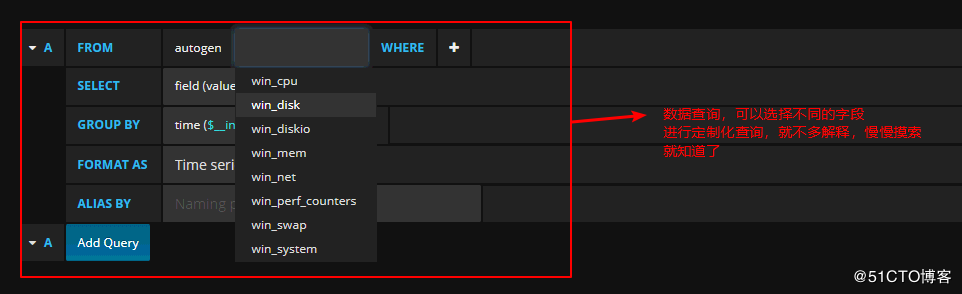 A FROM autogen WHERE +
SELECT field (value
GROUP BY time ($__in
FORMAT AS Time seri
ALIAS BY Naming p
A Add Query
win_cpu
win_disk
win_diskio
win_mem
win_net
win_perf_counters
win_swap
win_system
数据查询，可以选择不同的字段
进行定制化查询，就不多解释，慢慢摸索
就知道了
@51CTO博客